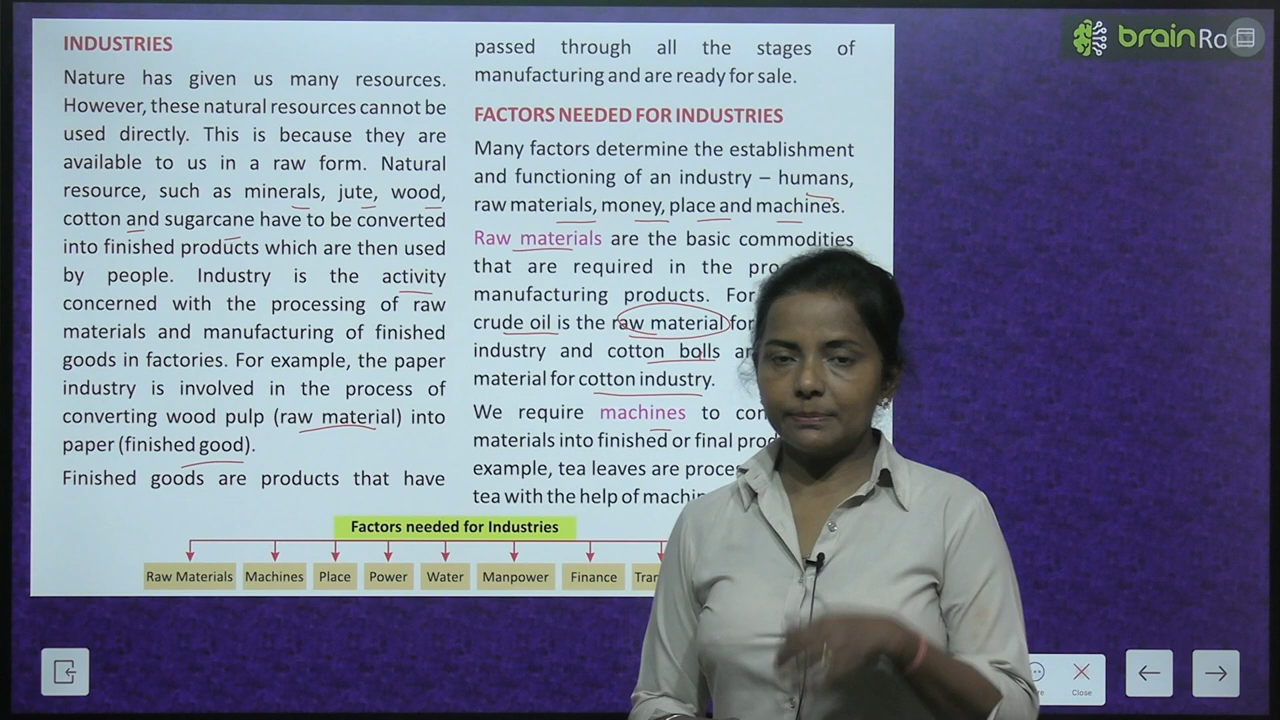 INDUSTRIES
Nature has given us many resources.
However, these natural resources cannot be
used directly. This is because they are
available to us in a raw form. Natural
resource, such as minerals, jute, wood,
cotton and sugarcane have to be converted
into finished products which are then used
by people. Industry is the activity
concerned with the processing of raw
materials and manufacturing of finished
goods in factories. For example, the paper
industry is involved in the process of
converting wood pulp (raw material) into
paper (finished good).
Finished goods are products that have
passed through all the stages of
manufacturing and are ready for sale.
FACTORS NEEDED FOR INDUSTRIES
Many factors determine the establishment
and functioning of an industry – humans,
raw materials, money, place and machines.
Raw materials are the basic commodities
that are required in the
manufacturing products. For
crude oil is the raw material for
industry and cotton bolls
material for cotton industry.
We require machines to
materials into finished or final
example, tea leaves are
tea with the help of
Factors needed for Industries
Raw Materials
Machines
Place
Power
Water
Manpower
Finance
brain
Close